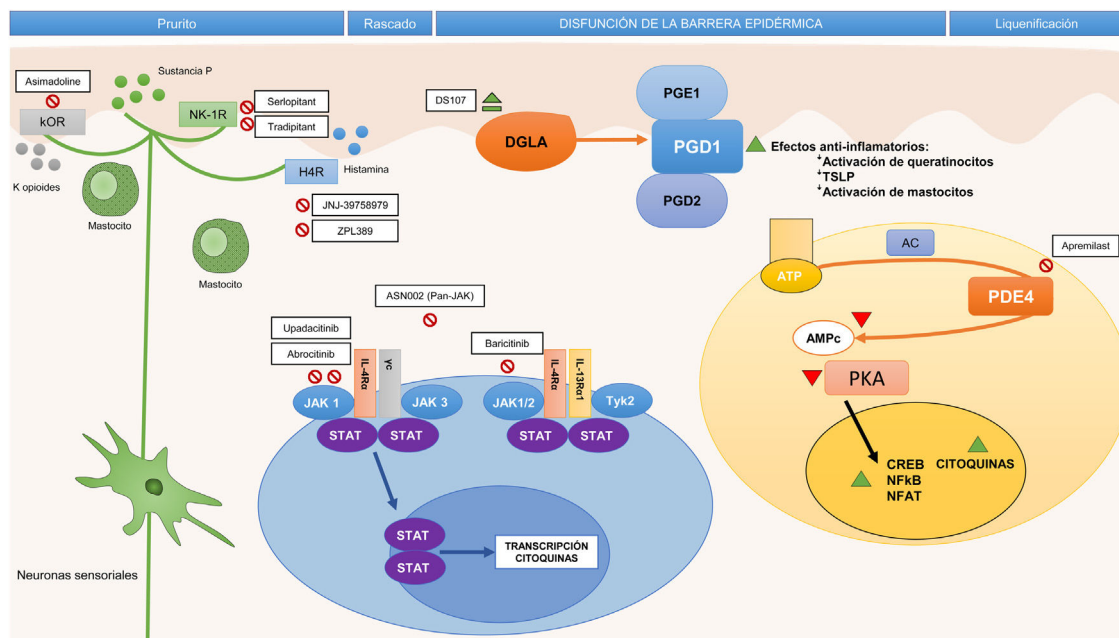 Prurito
Rascado
DISFUNCIÓN DE LA BARRERA EPIDÉRMICA
Liquenificación
Asimadoline
kOR
K opioides
Sustancia P
NK-1R
Serlopitant
Tradipitant
Mastocito
Mastocito
H4R
Histamina
JNJ-39758979
ZPL389
DS107
DGLA
PGE1
PGD1
PGD2
Efectos anti-inflamatorios:
Activación de queratinocitos
TSLP
Activación de mastocitos
ATP
AC
Apremilast
PDE4
AMPc
PKA
CREB
NFkB
NFAT
CITOQUINAS
ASN002 (Pan-JAK)
Upadacitinib
Abrocitinib
Baricitinib
JAK 1
IL-4Rα
γc
JAK 3
STAT
STAT
JAK1/2
IL-4Rα
IL-13Rα1
Tyk2
STAT
STAT
STAT
STAT
TRANSCRIPCIÓN
CITOQUINAS
Neuronas sensoriales